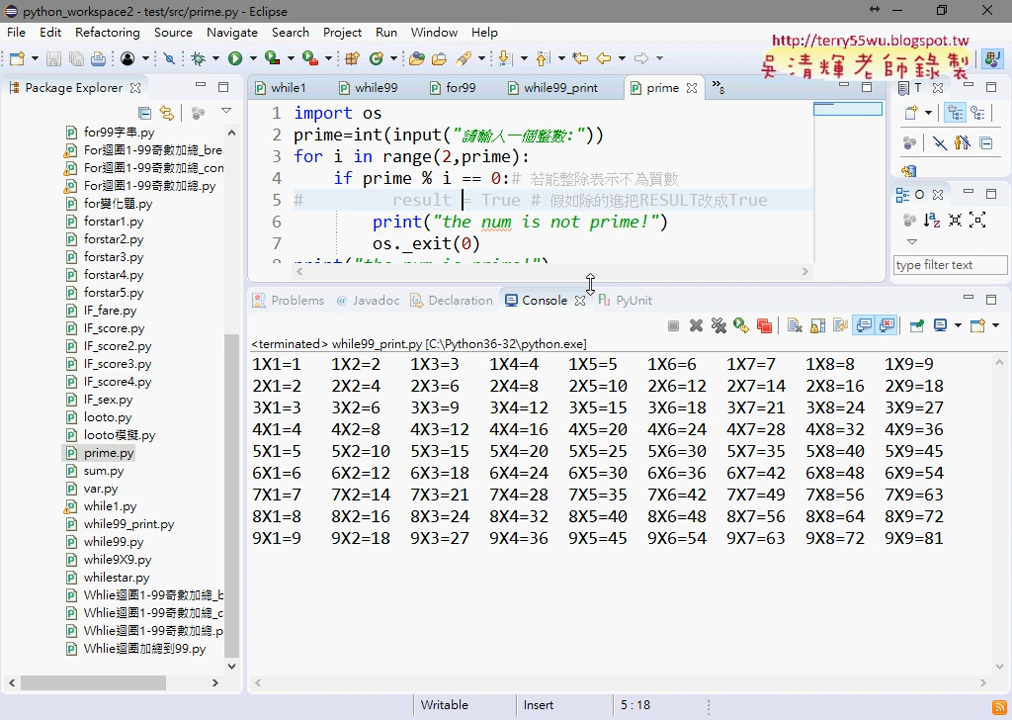 python_workspace2 - test/src/prime.py - Eclipse
File Edit Refactoring Source Navigate Search Project Run Window Help
http://terry55wu.blogspot.tw
吳清輝老師錄製
Package Explorer
while1 while99 for99 while99_print prime »5 T
for99字串.py
For迴圈1-99奇數加總_bre
For迴圈1-99奇數加總_con
For迴圈1-99奇數加總.py
for變化題.py
forstar1.py
forstar2.py
forstar3.py
forstar4.py
forstar5.py
IF_fare.py
IF_score.py
IF_score2.py
IF_score3.py
IF_score4.py
IF_sex.py
looto.py
looto模擬.py
prime.py
sum.py
var.py
while1.py
while99_print.py
while99.py
while9X9.py
whilestar.py
Whlie迴圈1-99奇數加總_b
Whlie迴圈1-99奇數加總_c
Whlie迴圈1-99奇數加總.p
Whlie迴圈加總到99.py
1 import os
2 prime=int(input("請輸入一個整數:"))
3 for i in range(2,prime):
4 if prime % i == 0:# 若能整除表示不為質數
5 # result = True # 假如除的進把RESULT改成True
6 print("the num is not prime!")
7 os._exit(0)
8 print("the num is prime!")
O
type filter text
Problems @ Javadoc Declaration Console PyUnit
<terminated> while99_print.py [C:\Python36-32\python.exe]
1X1=1 1X2=2 1X3=3 1X4=4 1X5=5 1X6=6 1X7=7 1X8=8 1X9=9
2X1=2 2X2=4 2X3=6 2X4=8 2X5=10 2X6=12 2X7=14 2X8=16 2X9=18
3X1=3 3X2=6 3X3=9 3X4=12 3X5=15 3X6=18 3X7=21 3X8=24 3X9=27
4X1=4 4X2=8 4X3=12 4X4=16 4X5=20 4X6=24 4X7=28 4X8=32 4X9=36
5X1=5 5X2=10 5X3=15 5X4=20 5X5=25 5X6=30 5X7=35 5X8=40 5X9=45
6X1=6 6X2=12 6X3=18 6X4=24 6X5=30 6X6=36 6X7=42 6X8=48 6X9=54
7X1=7 7X2=14 7X3=21 7X4=28 7X5=35 7X6=42 7X7=49 7X8=56 7X9=63
8X1=8 8X2=16 8X3=24 8X4=32 8X5=40 8X6=48 8X7=56 8X8=64 8X9=72
9X1=9 9X2=18 9X3=27 9X4=36 9X5=45 9X6=54 9X7=63 9X8=72 9X9=81
Writable Insert 5 : 18